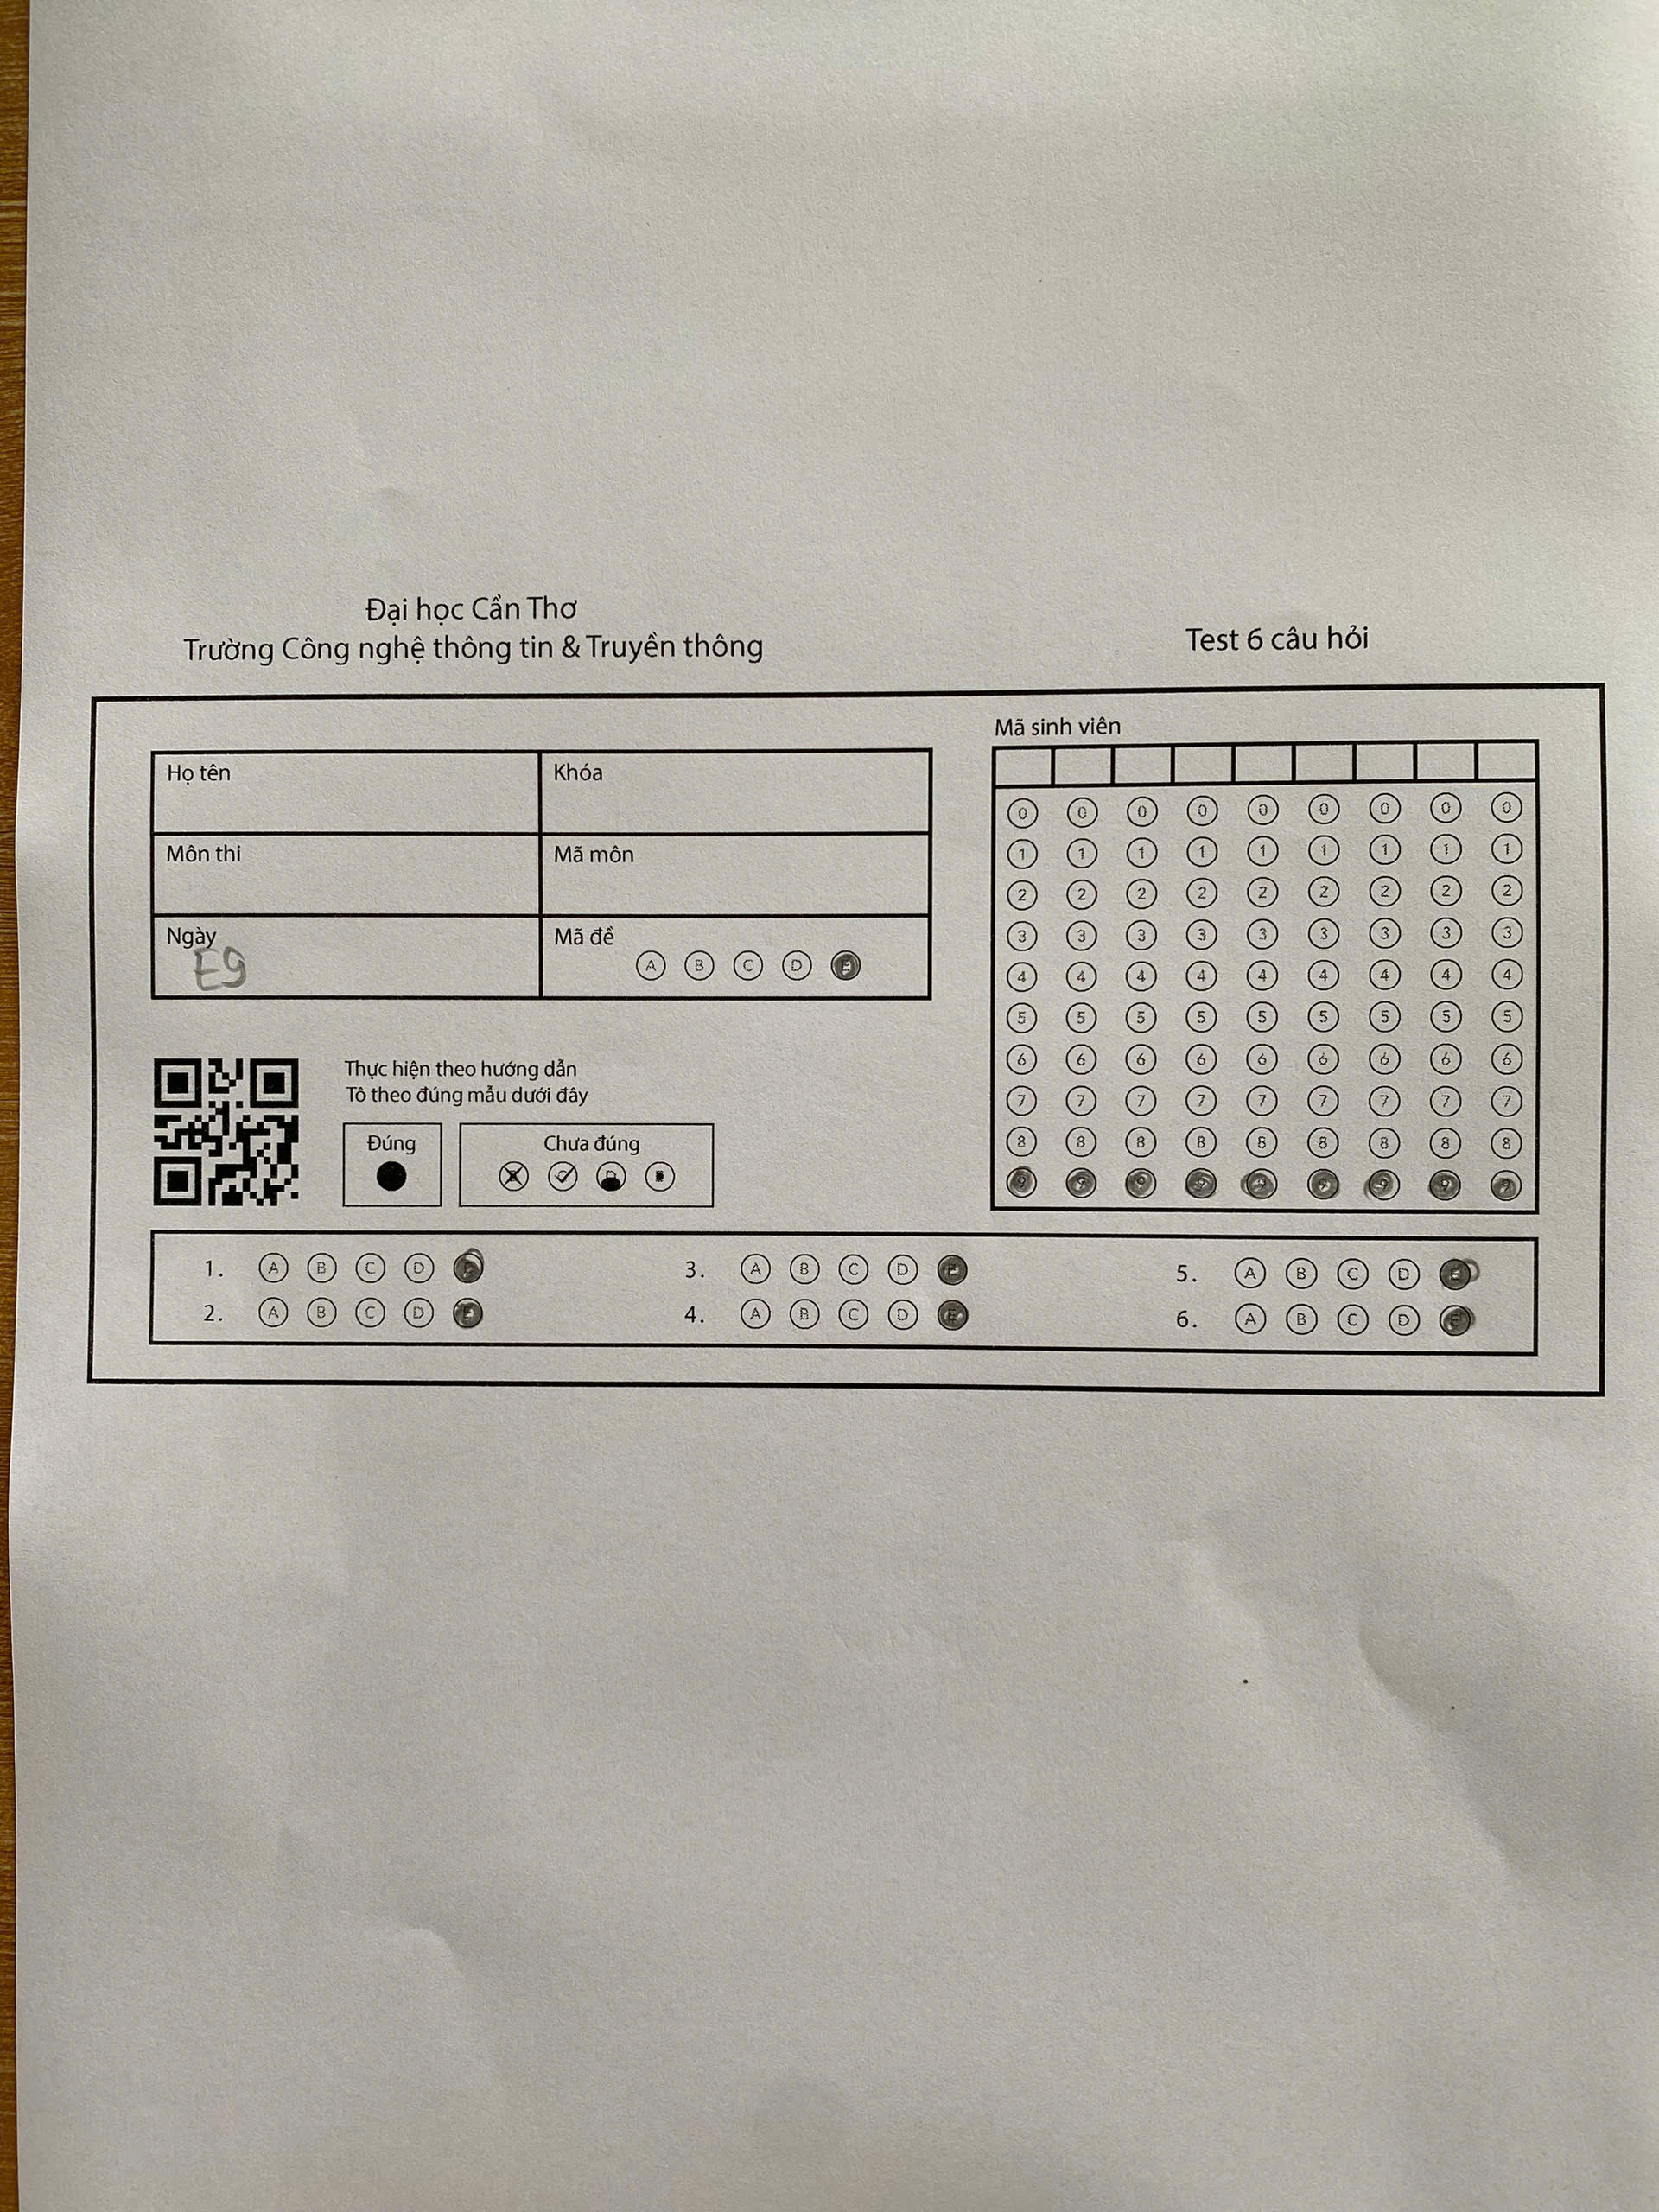 Đại học Cần Thơ
Trường Công nghệ thông tin & Truyền thông
Test 6 câu hỏi
Họ tên
Khóa
Môn thi
Mã môn
Ngày
E9
Mã đề
A B C D E
Mã sinh viên
0 0 0 0 0 0 0 0 0
1 1 1 1 1 1 1 1 1
2 2 2 2 2 2 2 2 2
3 3 3 3 3 3 3 3 3
4 4 4 4 4 4 4 4 4
5 5 5 5 5 5 5 5 5
6 6 6 6 6 6 6 6 6
7 7 7 7 7 7 7 7 7
8 8 8 8 8 8 8 8 8
9 9 9 9 9 9 9 9 9
Thực hiện theo hướng dẫn
Tô theo đúng mẫu dưới đây
Đúng
Chưa đúng
1. A B C D E
2. A B C D E
3. A B C D E
4. A B C D E
5. A B C D E
6. A B C D E